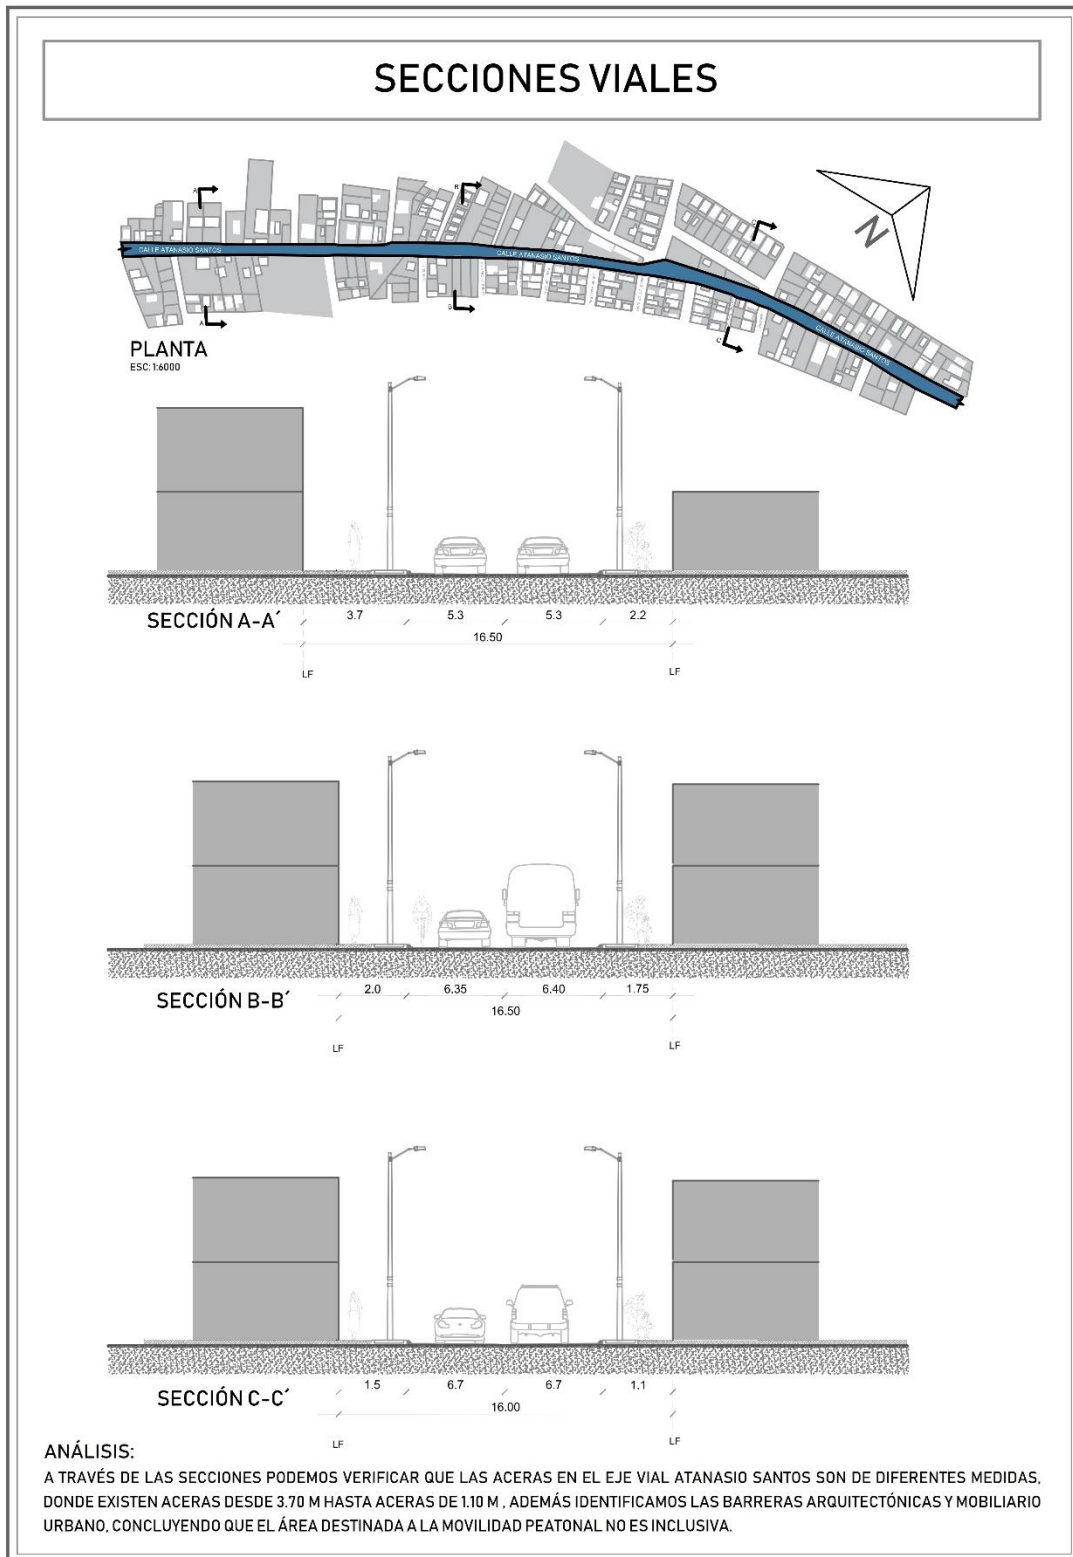 SECCIONES VIALES
A
B
C
N
CALLE ATANASIO SANTOS
CALLE ATANASIO SANTOS
CALLE ATANASIO SANTOS
A
B
C
PLANTA
ESC: 1:6000
SECCIÓN A-A´
3.7 5.3 5.3 2.2
16.50
LF LF
SECCIÓN B-B´
2.0 6.35 6.40 1.75
16.50
LF LF
SECCIÓN C-C´
1.5 6.7 6.7 1.1
16.00
LF LF
ANÁLISIS:
A TRAVÉS DE LAS SECCIONES PODEMOS VERIFICAR QUE LAS ACERAS EN EL EJE VIAL ATANASIO SANTOS SON DE DIFERENTES MEDIDAS,
DONDE EXISTEN ACERAS DESDE 3.70 M HASTA ACERAS DE 1.10 M , ADEMÁS IDENTIFICAMOS LAS BARRERAS ARQUITECTÓNICAS Y MOBILIARIO
URBANO, CONCLUYENDO QUE EL ÁREA DESTINADA A LA MOVILIDAD PEATONAL NO ES INCLUSIVA.